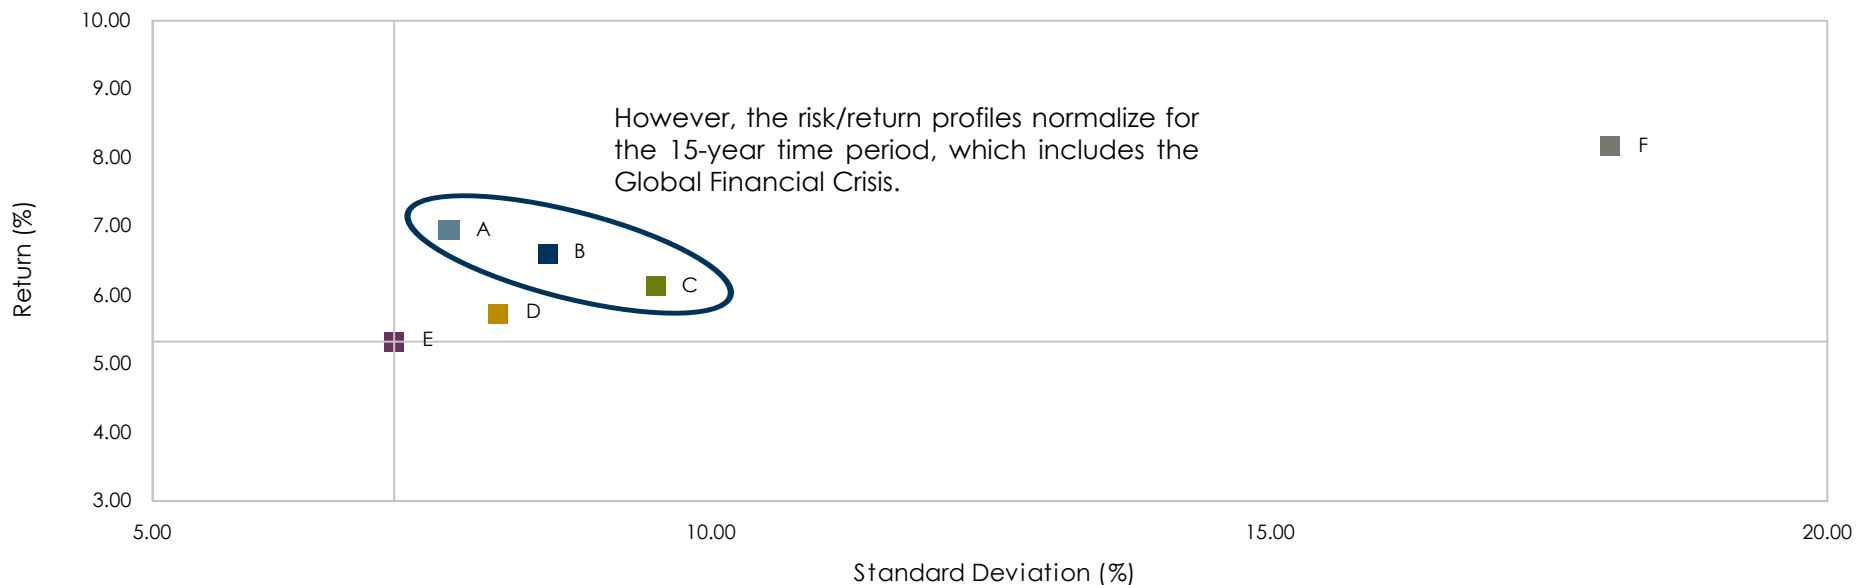 10.00
9.00
8.00
7.00
6.00
5.00
4.00
3.00
Return (%)
However, the risk/return profiles normalize for
the 15-year time period, which includes the
Global Financial Crisis.
F
A
B
C
D
E
5.00 10.00 15.00 20.00
Standard Deviation (%)